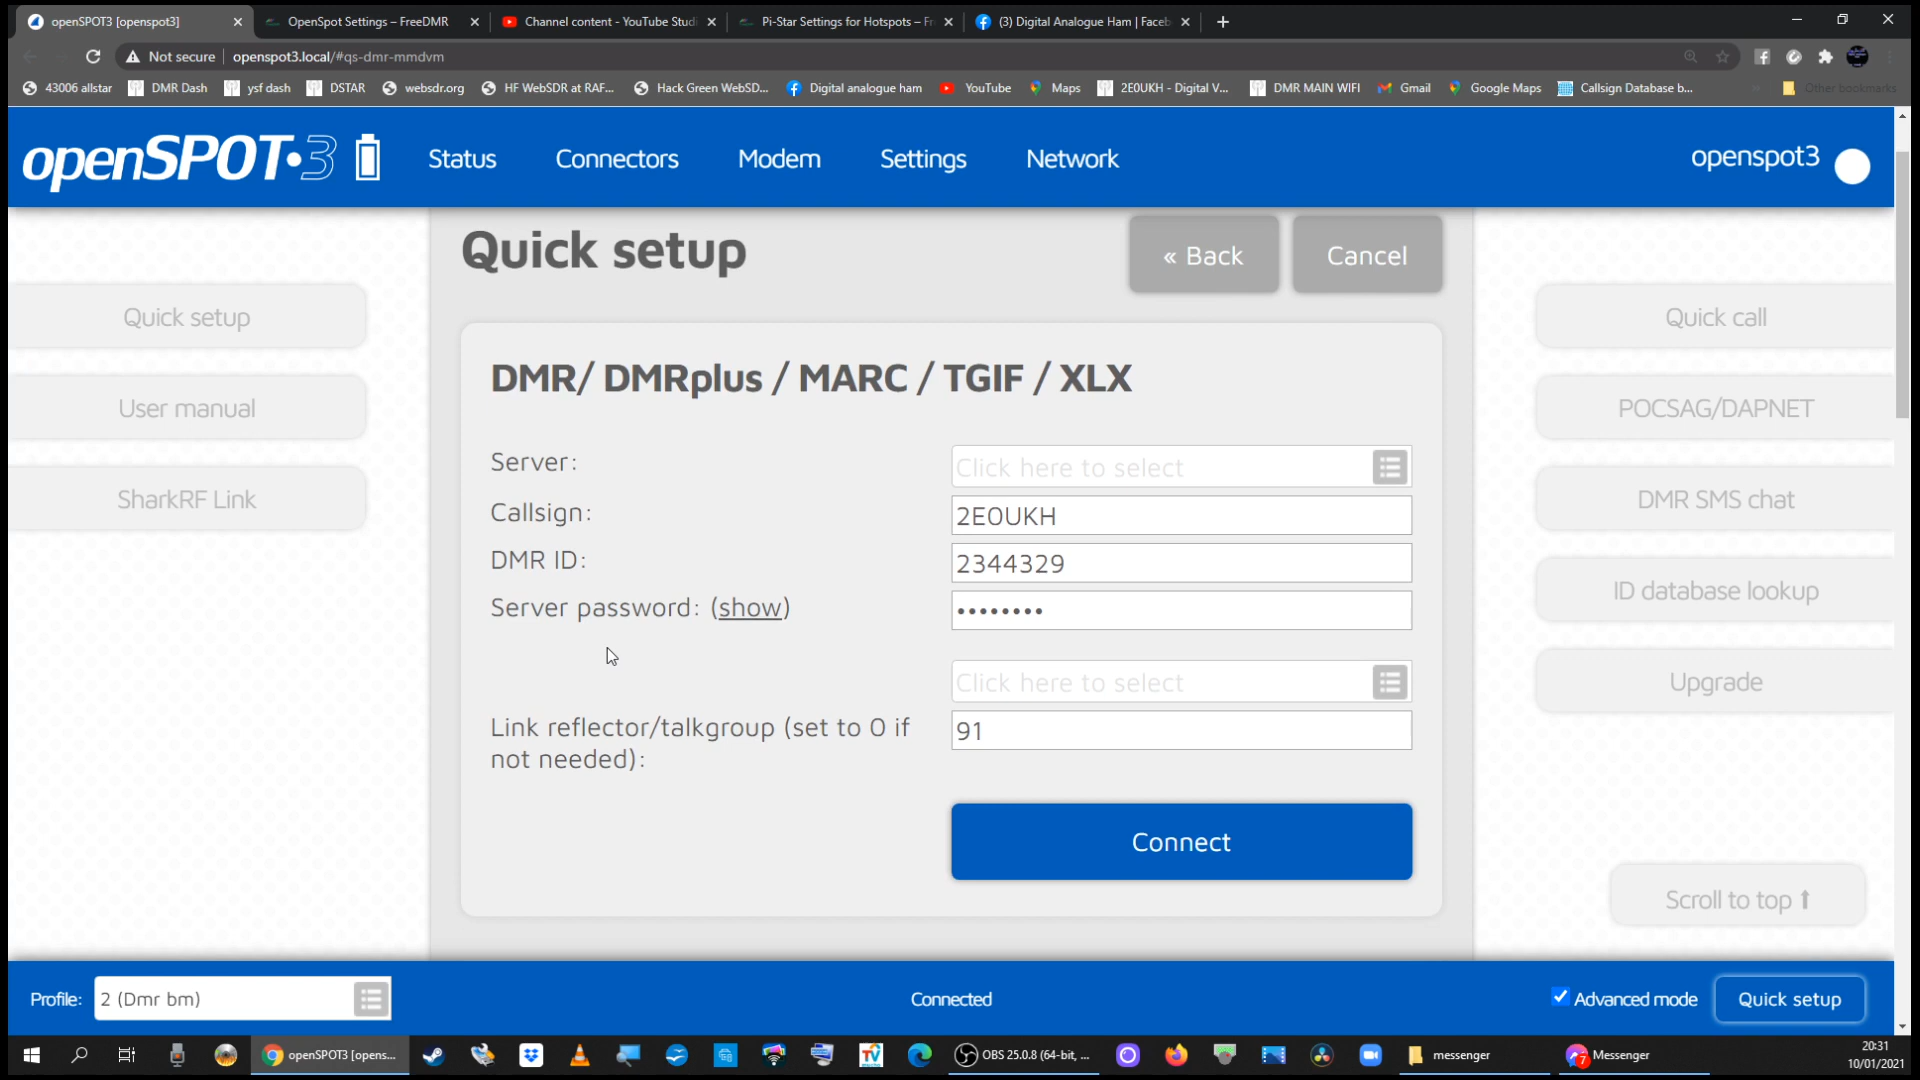 openSPOT3 [openspot3]
OpenSpot Settings – FreeDMR
Channel content - YouTube Studi
Pi-Star Settings for Hotspots – Fr
(3) Digital Analogue Ham | Faceb
Not secure
openspot3.local/#qs-dmr-mmdvm
43006 allstar
DMR Dash
ysf dash
DSTAR
websdr.org
HF WebSDR at RAF...
Hack Green WebSD...
Digital analogue ham
YouTube
Maps
2E0UKH - Digital V...
DMR MAIN WIFI
Gmail
Google Maps
Callsign Database b...
Other bookmarks
openSPOT•3
Status
Connectors
Modem
Settings
Network
openspot3
Quick setup
« Back
Cancel
Quick setup
User manual
SharkRF Link
Quick call
POCSAG/DAPNET
DMR SMS chat
ID database lookup
Upgrade
DMR/ DMRplus / MARC / TGIF / XLX
Server:
Click here to select
Callsign:
2E0UKH
DMR ID:
2344329
Server password: (show)
••••••••
Click here to select
Link reflector/talkgroup (set to 0 if
not needed):
91
Connect
Scroll to top ⬆
Profile:
2 (Dmr bm)
Connected
Advanced mode
Quick setup
openSPOT3 [opens...
OBS 25.0.8 (64-bit, ...
messenger
7
Messenger
20:31
10/01/2021